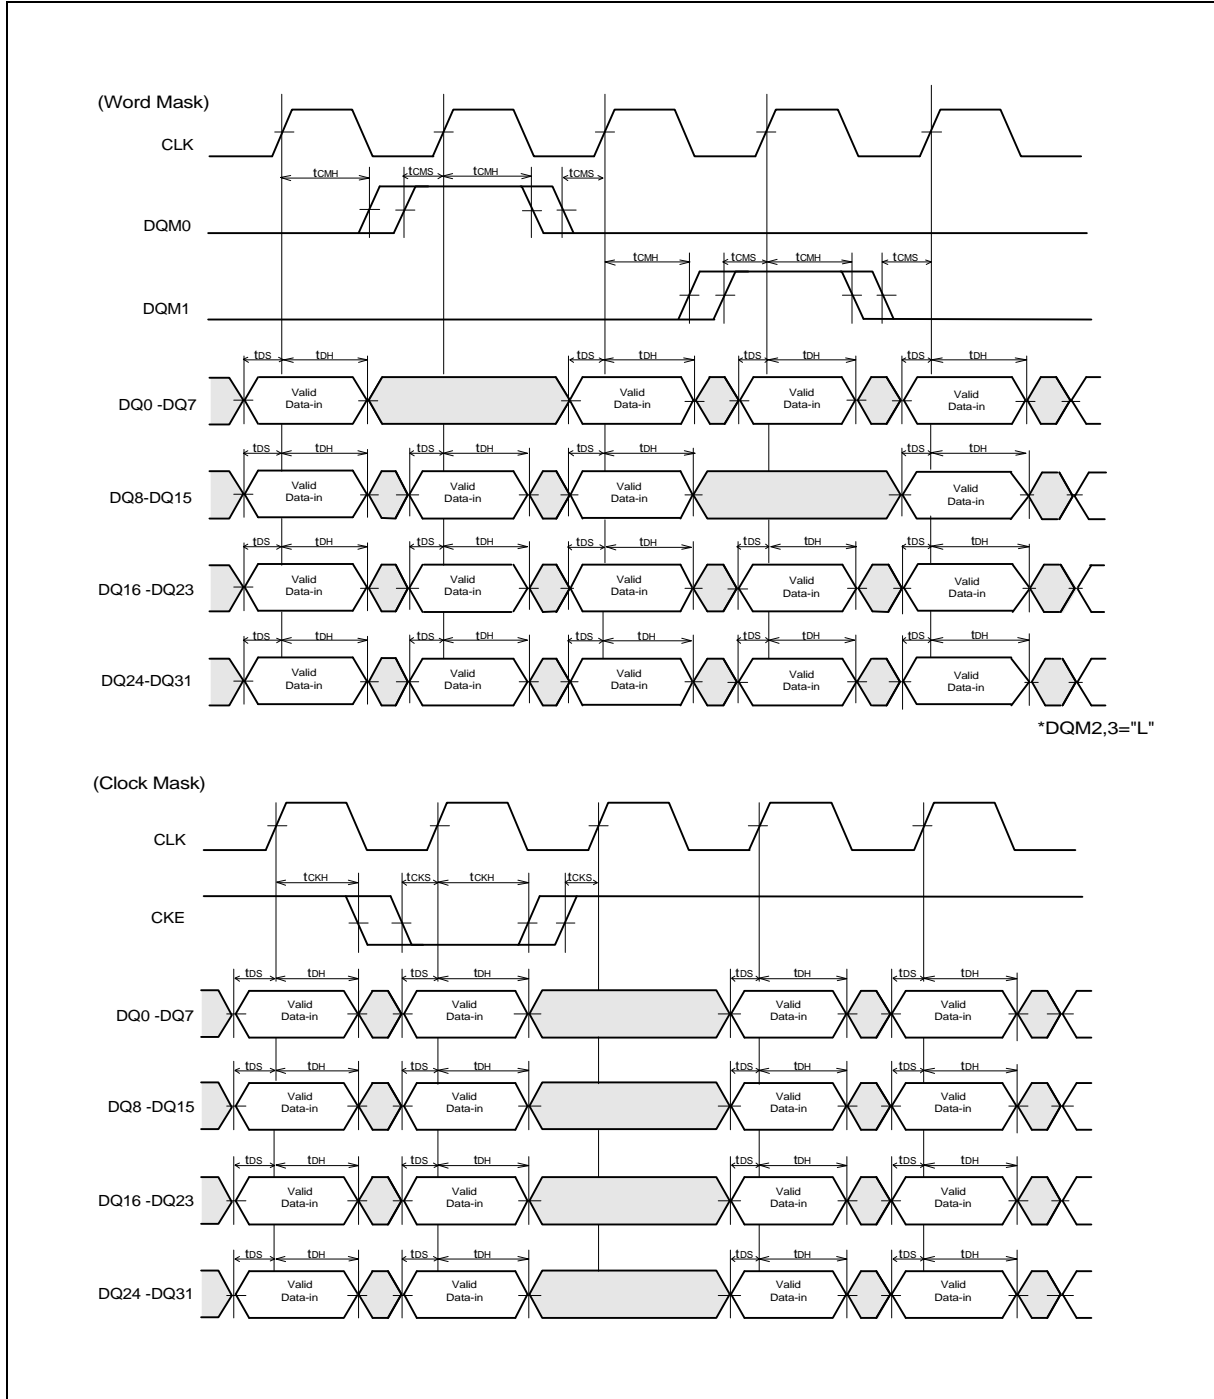 (Word Mask)
CLK
tCMH tCMS tCMH tCMS
DQM0
tCMH tCMS tCMH tCMS
DQM1
tDS tDH tDS tDH tDS tDH tDS tDH
DQ0 -DQ7 Valid Data-in Valid Data-in Valid Data-in Valid Data-in
tDS tDH tDS tDH tDS tDH tDS tDH
DQ8-DQ15 Valid Data-in Valid Data-in Valid Data-in Valid Data-in
tDS tDH tDS tDH tDS tDH tDS tDH tDS tDH
DQ16 -DQ23 Valid Data-in Valid Data-in Valid Data-in Valid Data-in Valid Data-in
tDS tDH tDS tDH tDS tDH tDS tDH tDS tDH
DQ24-DQ31 Valid Data-in Valid Data-in Valid Data-in Valid Data-in Valid Data-in
*DQM2,3="L"
(Clock Mask)
CLK
tCKH tCKS tCKH tCKS
CKE
tDS tDH tDS tDH tDS tDH tDS tDH
DQ0 -DQ7 Valid Data-in Valid Data-in Valid Data-in Valid Data-in
tDS tDH tDS tDH tDS tDH tDS tDH
DQ8 -DQ15 Valid Data-in Valid Data-in Valid Data-in Valid Data-in
tDS tDH tDS tDH tDS tDH tDS tDH
DQ16 -DQ23 Valid Data-in Valid Data-in Valid Data-in Valid Data-in
tDS tDH tDS tDH tDS tDH tDS tDH
DQ24 -DQ31 Valid Data-in Valid Data-in Valid Data-in Valid Data-in